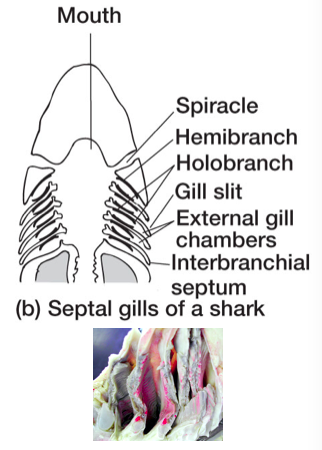 Mouth
Spiracle
Hemibranch
Holobranch
Gill slit
External gill
chambers
Interbranchial
septum
(b) Septal gills of a shark